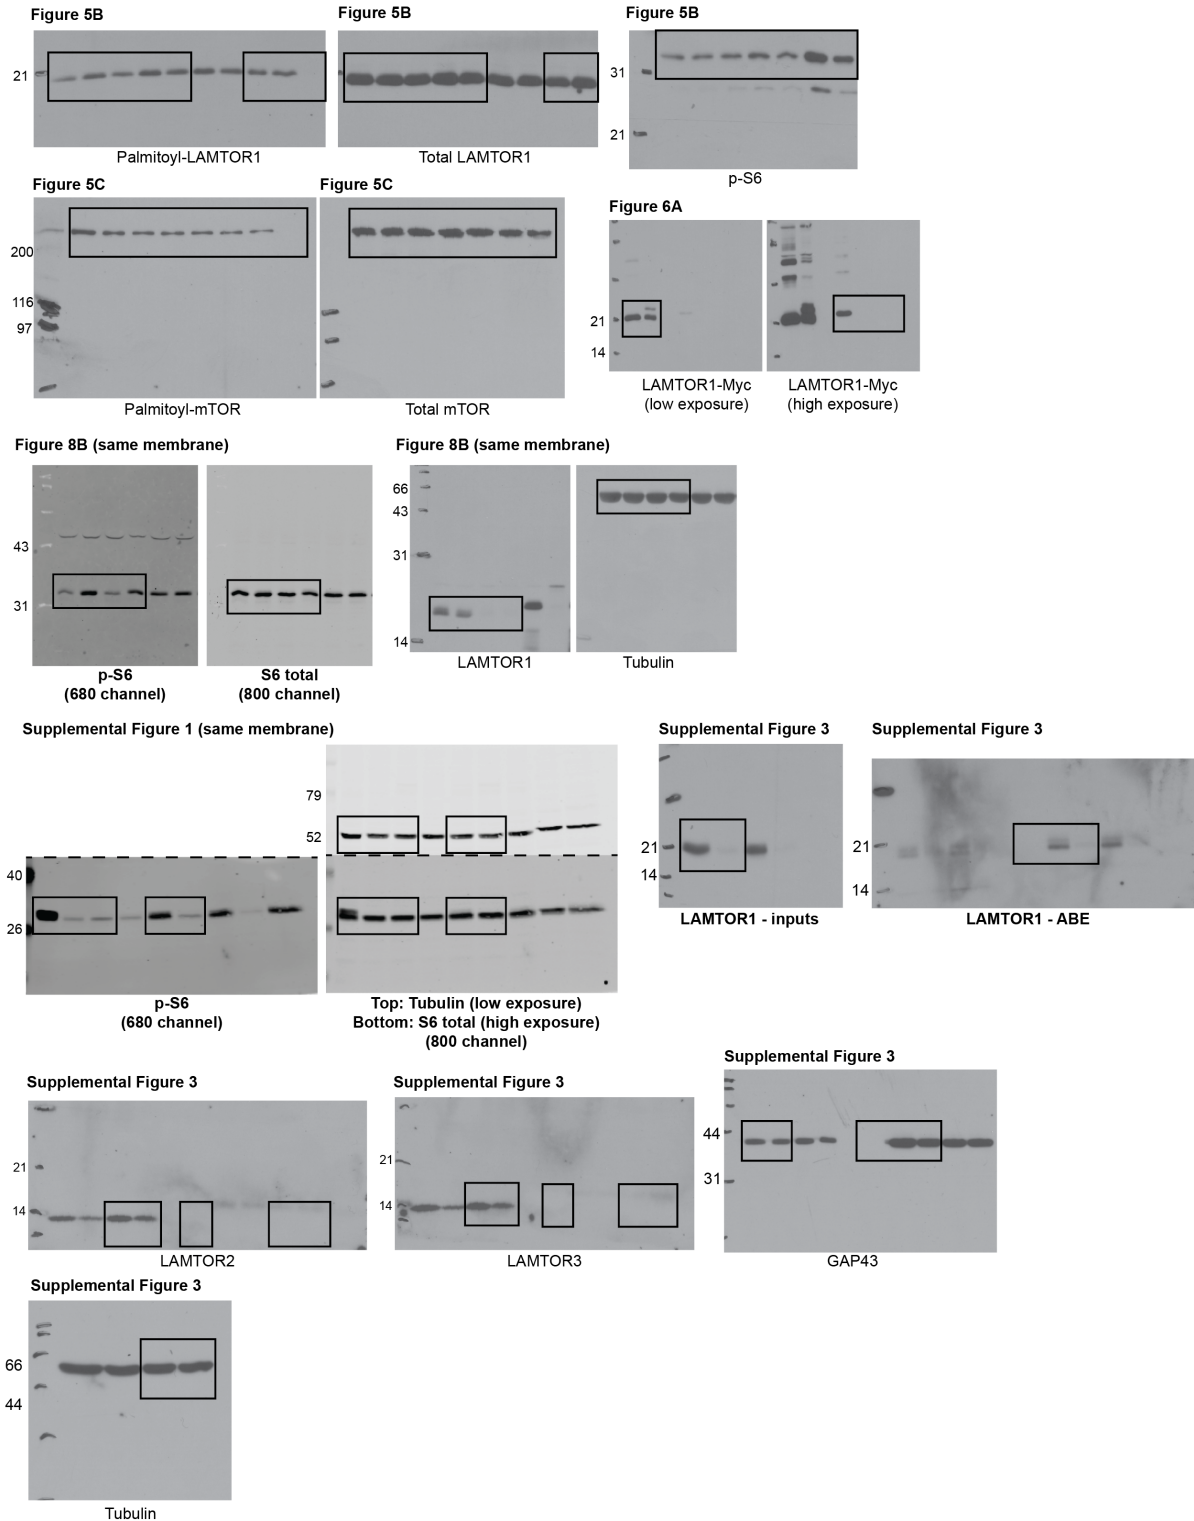 Figure 5B
Figure 5B
Figure 5B
21
31
21
Palmitoyl-LAMTOR1
Total LAMTOR1
p-S6
Figure 5C
Figure 5C
Figure 6A
200
116
97
21
14
Palmitoyl-mTOR
Total mTOR
LAMTOR1-Myc
(low exposure)
LAMTOR1-Myc
(high exposure)
Figure 8B (same membrane)
Figure 8B (same membrane)
43
31
66
43
31
14
p-S6
(680 channel)
S6 total
(800 channel)
LAMTOR1
Tubulin
Supplemental Figure 1 (same membrane)
Supplemental Figure 3
Supplemental Figure 3
79
52
40
26
21
14
21
14
p-S6
(680 channel)
Top: Tubulin (low exposure)
Bottom: S6 total (high exposure)
(800 channel)
LAMTOR1 - inputs
LAMTOR1 - ABE
Supplemental Figure 3
Supplemental Figure 3
Supplemental Figure 3
21
14
21
14
44
31
LAMTOR2
LAMTOR3
GAP43
Supplemental Figure 3
66
44
Tubulin